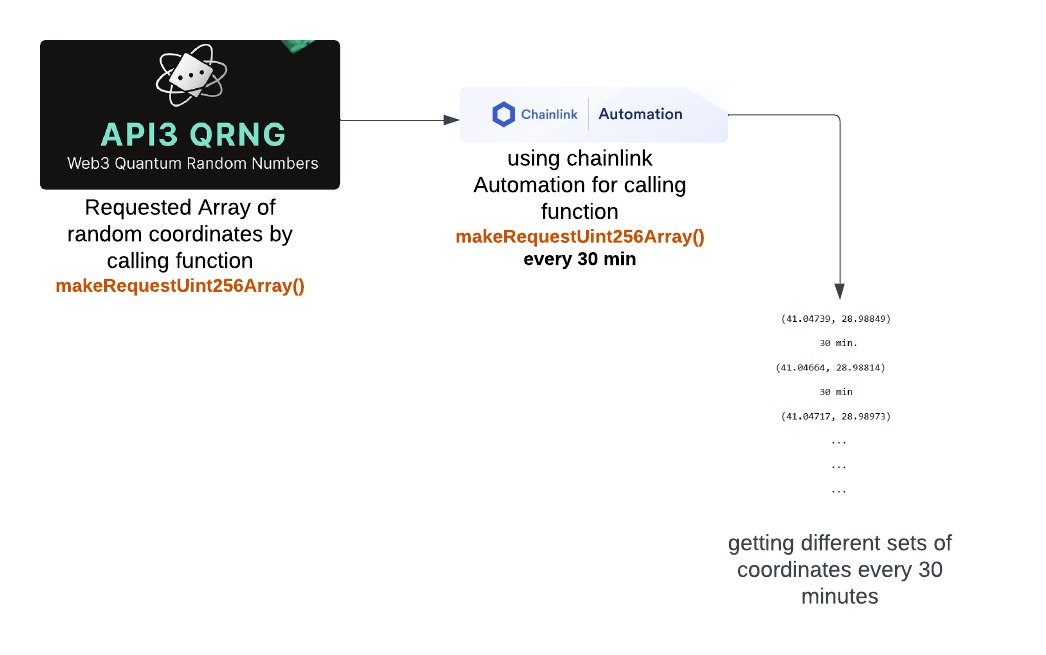 API3 QRNG
Web3 Quantum Random Numbers
Requested Array of
random coordinates by
calling function
makeRequestUint256Array()
Chainlink
Automation
using chainlink
Automation for calling
function
makeRequestUint256Array()
every 30 min
(41.04739, 28.98849)
30 min.
(41.04664, 28.98814)
30 min
(41.04717, 28.98973)
...
...
...
getting different sets of
coordinates every 30
minutes